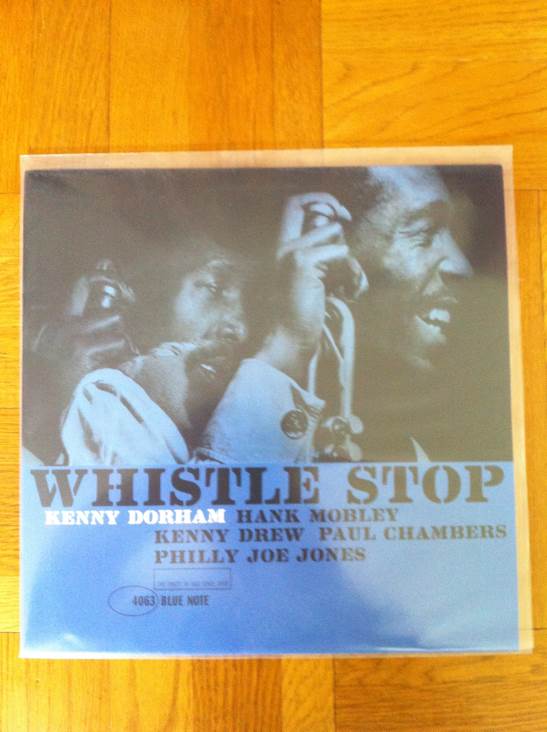 WHISTLE STOP
KENNY DORHAM HANK MOBLEY
KENNY DREW PAUL CHAMBERS
PHILLY JOE JONES
4063 BLUE NOTE